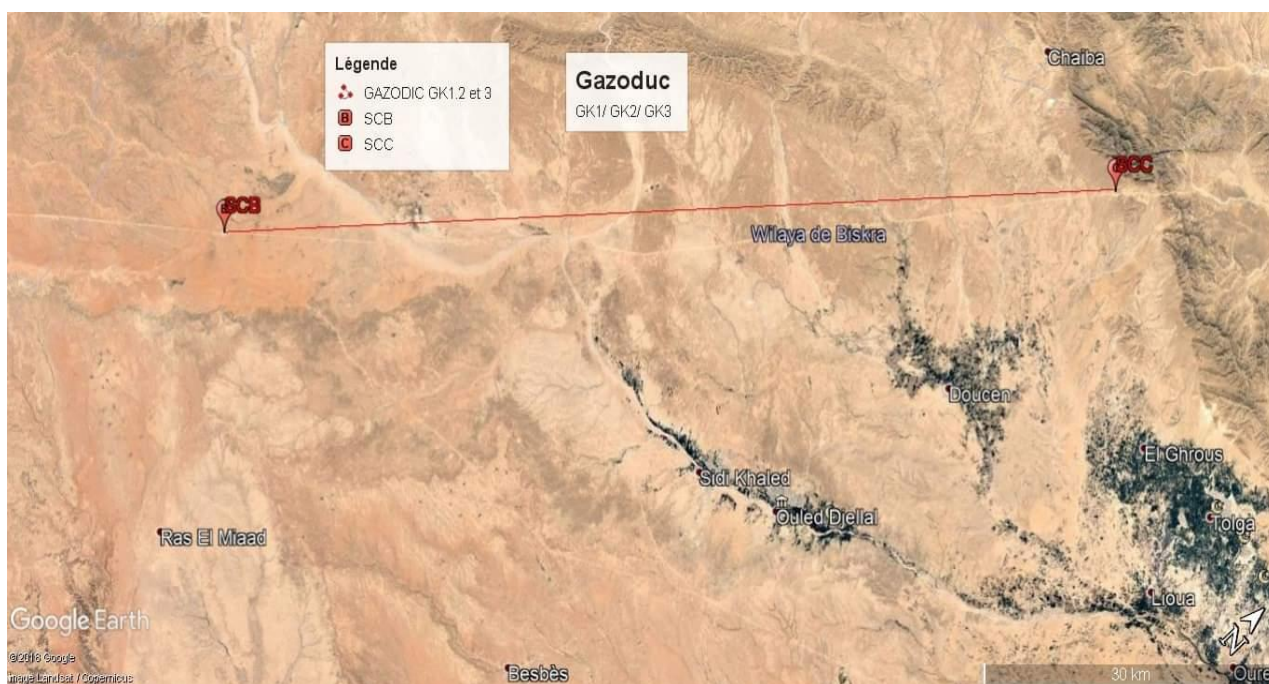 Légende
GAZODIC GK1.2 et 3
B SCB
C SCC
Gazoduc
GK1/ GK2/ GK3
Chaiba
SCC
SCB
Wilaya de Biskra
Doucen
El Ghrous
Sidi Khaled
Ouled Djellal
Tolga
Ras El Miaad
Lioua
Google Earth
N
©2018 Google
Image Landsat / Copernicus
Besbès
30 km
Oure